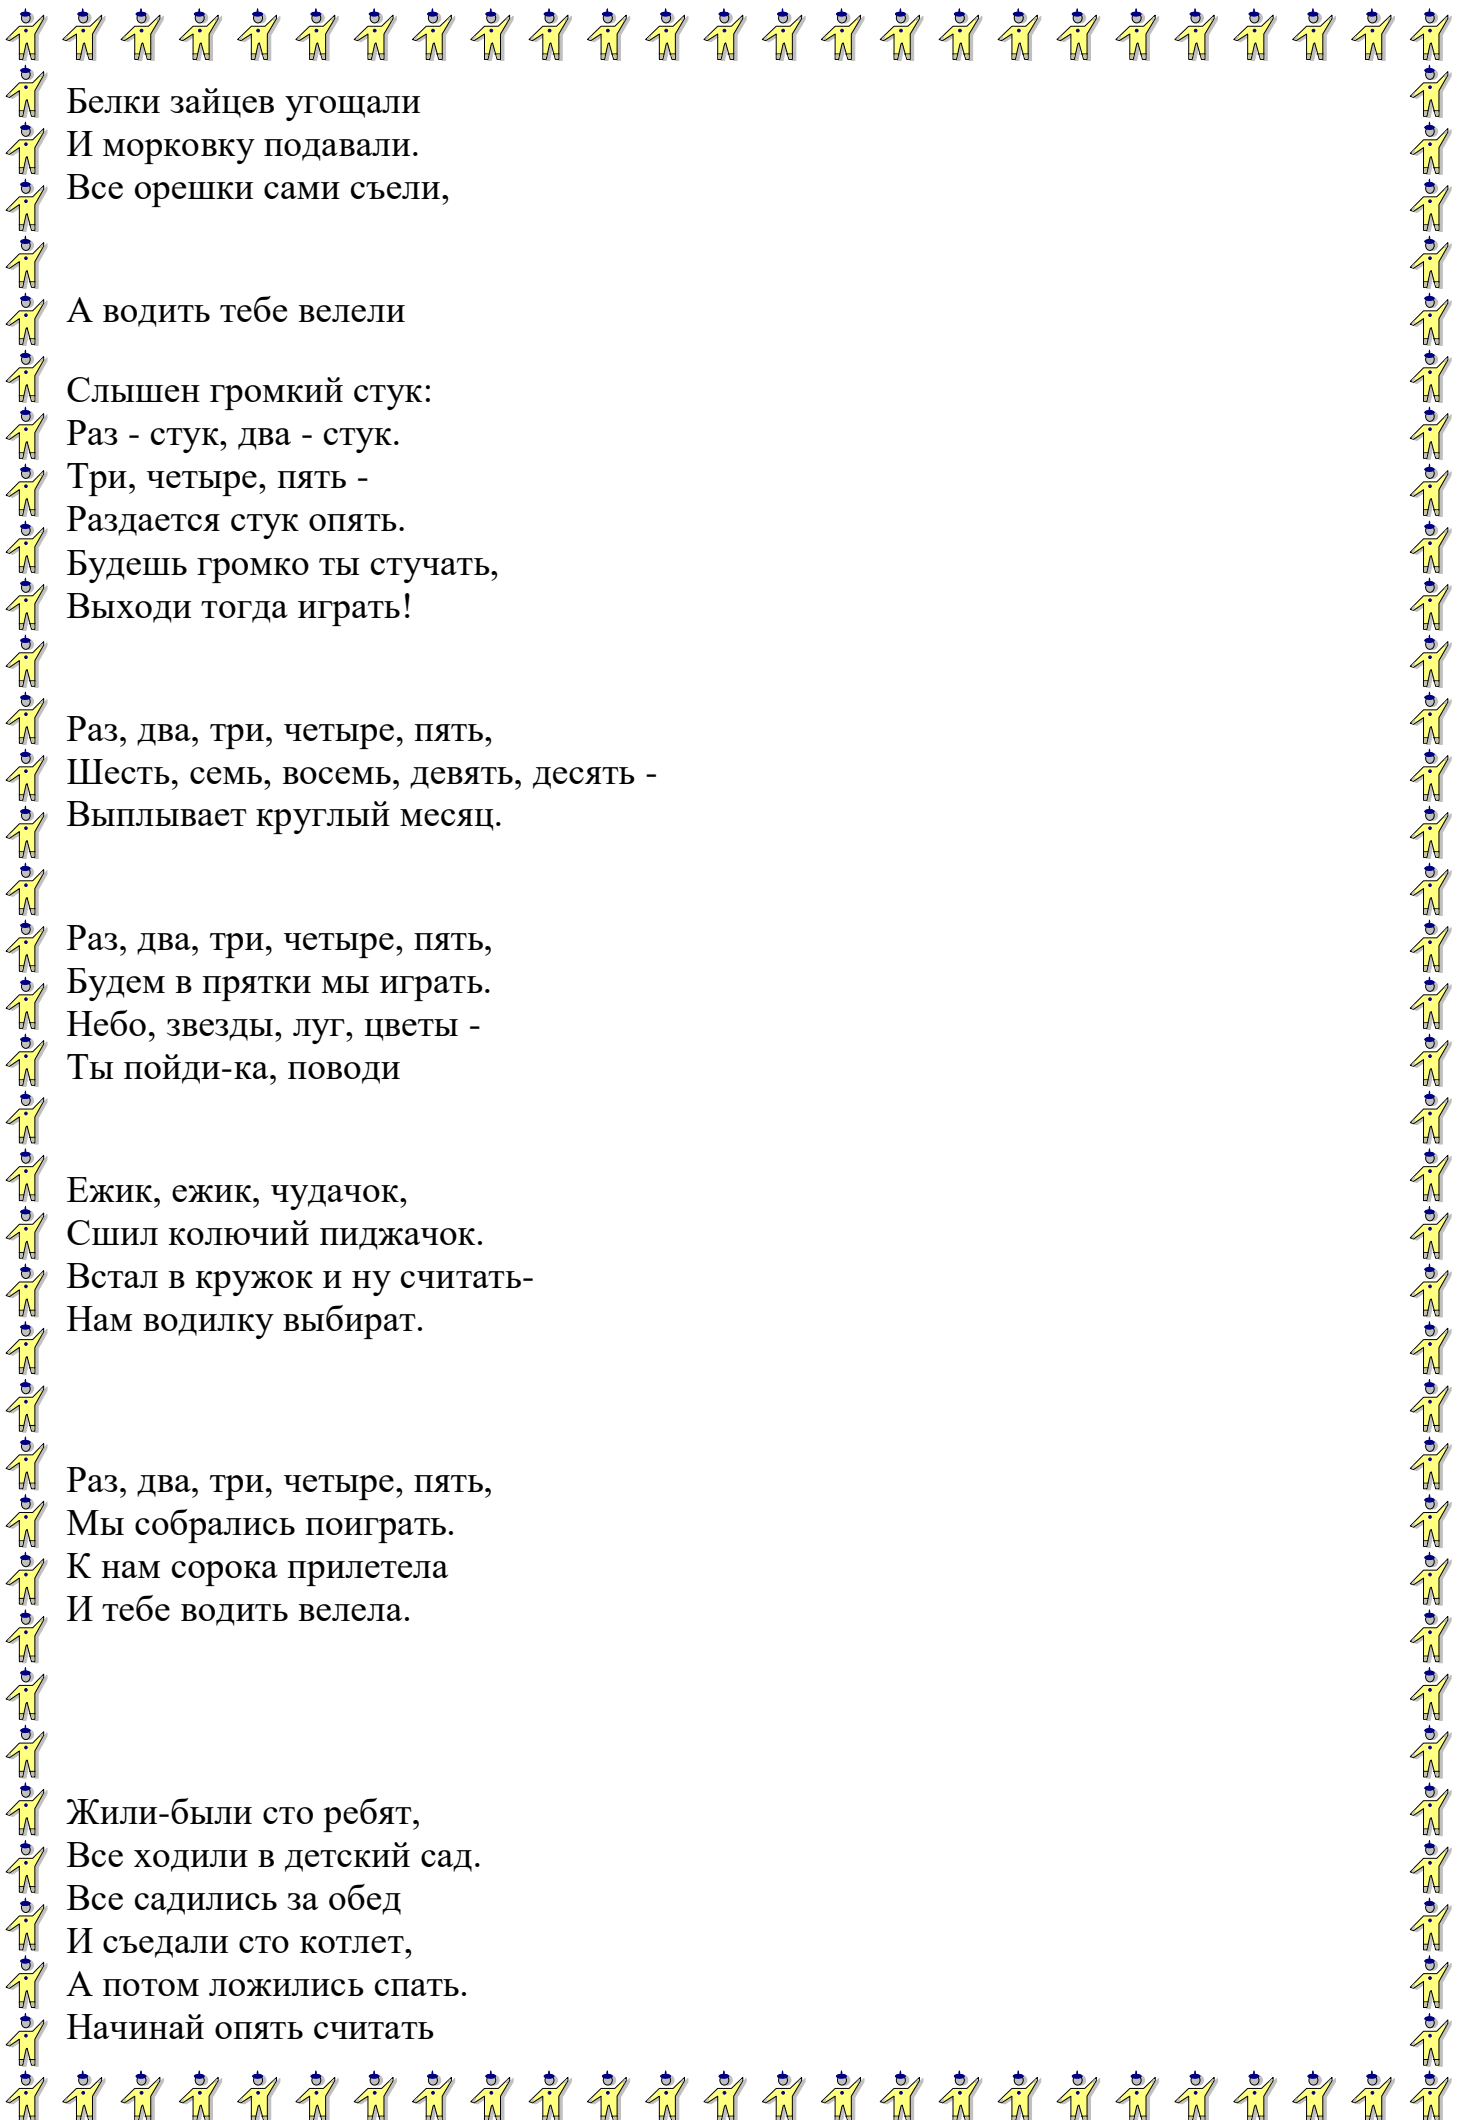 Белки зайцев угощали
И морковку подавали.
Все орешки сами съели,
А водить тебе велели
Слышен громкий стук:
Раз - стук, два - стук.
Три, четыре, пять -
Раздается стук опять.
Будешь громко ты стучать,
Выходи тогда играть!
Раз, два, три, четыре, пять,
Шесть, семь, восемь, девять, десять -
Выплывает круглый месяц.
Раз, два, три, четыре, пять,
Будем в прятки мы играть.
Небо, звезды, луг, цветы -
Ты пойди-ка, поводи
Ежик, ежик, чудачок,
Сшил колючий пиджачок.
Встал в кружок и ну считать-
Нам водилку выбират.
Раз, два, три, четыре, пять,
Мы собрались поиграть.
К нам сорока прилетела
И тебе водить велела.
Жили-были сто ребят,
Все ходили в детский сад.
Все садились за обед
И съедали сто котлет,
А потом ложились спать.
Начинай опять считать